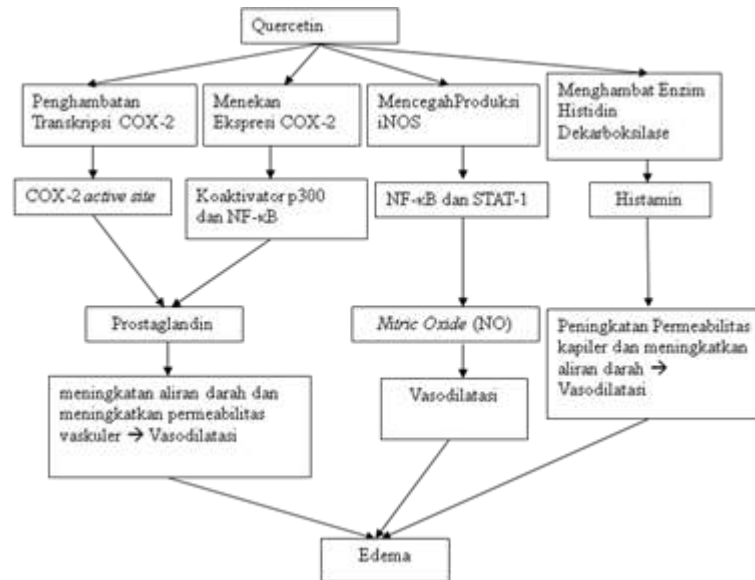 Quercetin
Penghambatan
Transkripsi COX-2
Menekan
Ekspresi COX-2
MencegahProduksi
iNOS
Menghambat Enzim
Histidin
Dekarboksilase
COX-2 active site
Koaktivator p300
dan NF-κB
NF-κB dan STAT-1
Histamin
Prostaglandin
Nitric Oxide (NO)
Peningkatan Permeabilitas
kapiler dan meningkatkan
aliran darah →
Vasodilatasi
meningkatan aliran darah dan
meningkatkan permeabilitas
vaskuler → Vasodilatasi
Vasodilatasi
Edema